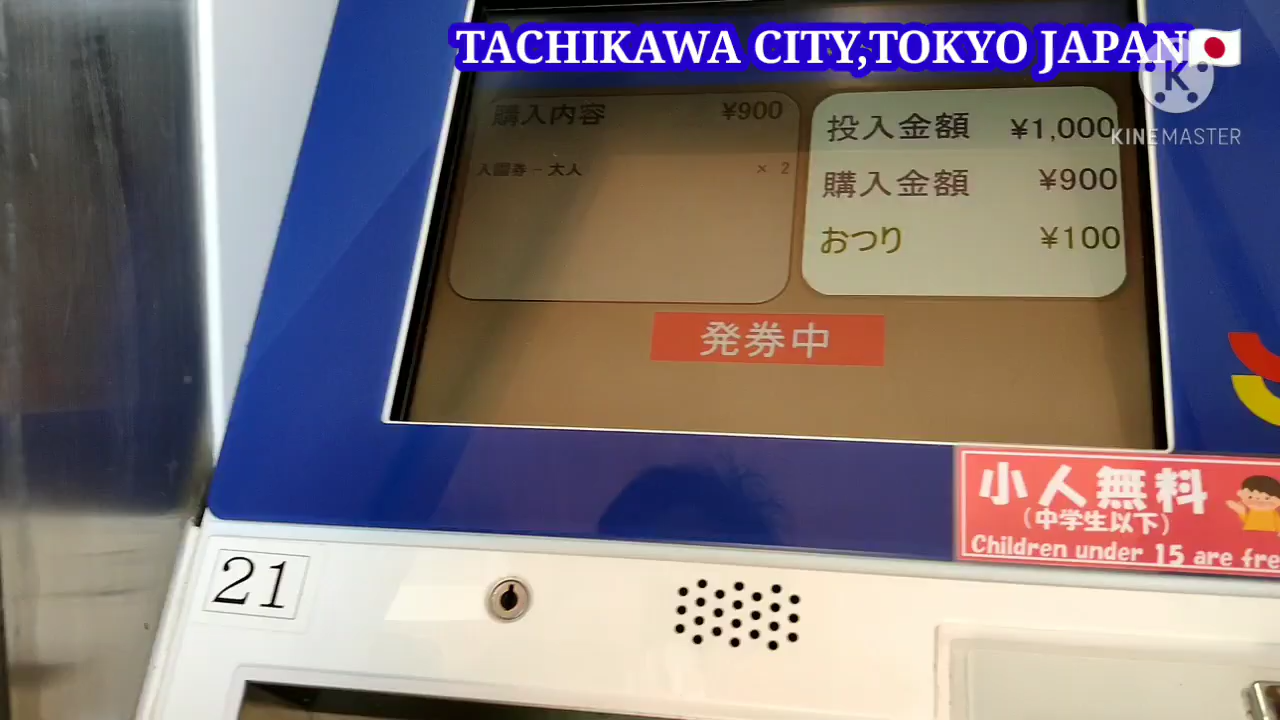 TACHIKAWA CITY,TOKYO JAPAN
K
KINEMASTER
購入内容 ¥900
入園券-大人 × 2
投入金額 ¥1,000
購入金額 ¥900
おつり ¥100
発券中
小人無料
(中学生以下)
Children under 15 are fre
21